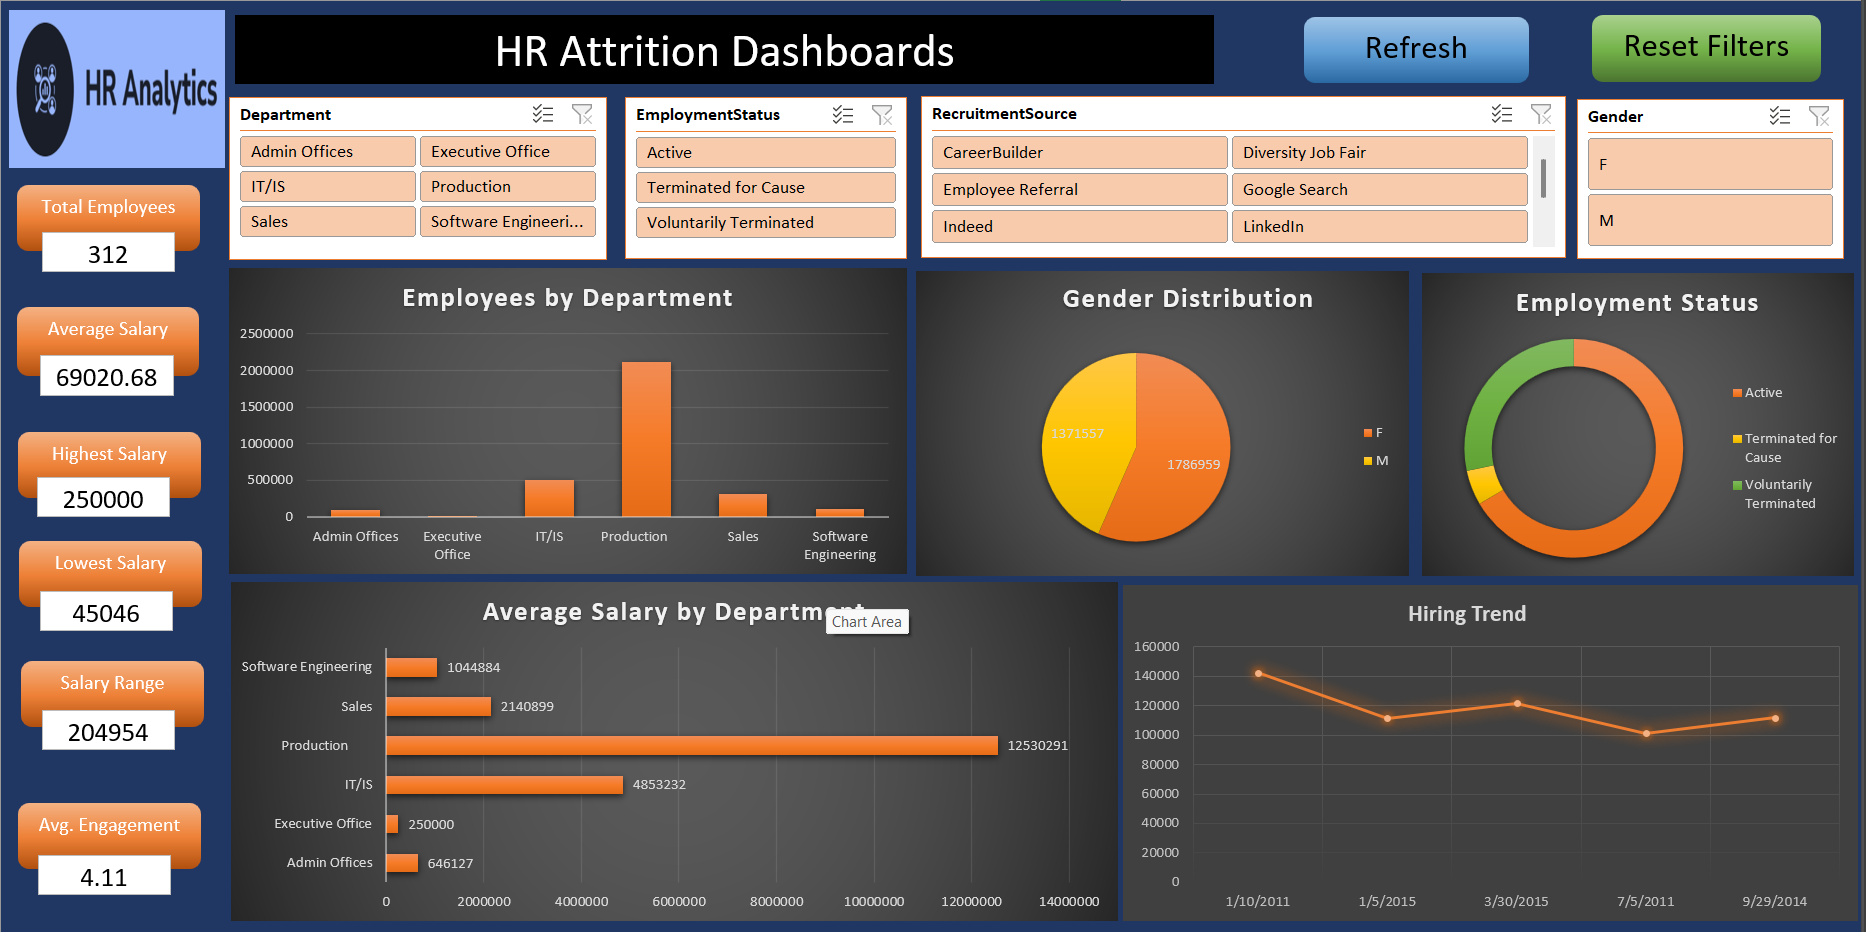 HR Analytics
HR Attrition Dashboards
Refresh
Reset Filters
Department
Admin Offices
Executive Office
IT/IS
Production
Sales
Software Engineeri...
EmploymentStatus
Active
Terminated for Cause
Voluntarily Terminated
RecruitmentSource
CareerBuilder
Diversity Job Fair
Employee Referral
Google Search
Indeed
LinkedIn
Gender
F
M
Total Employees
312
Average Salary
69020.68
Highest Salary
250000
Lowest Salary
45046
Salary Range
204954
Avg. Engagement
4.11
Employees by Department
2500000
2000000
1500000
1000000
500000
0
Admin Offices
Executive
Office
IT/IS
Production
Sales
Software
Engineering
Gender Distribution
1371557
1786959
F
M
Employment Status
Active
Terminated for
Cause
Voluntarily
Terminated
Average Salary by Departm
Chart Area
Software Engineering
1044884
Sales
2140899
Production
12530291
IT/IS
4853232
Executive Office
250000
Admin Offices
646127
0
2000000
4000000
6000000
8000000
10000000
12000000
14000000
Hiring Trend
160000
140000
120000
100000
80000
60000
40000
20000
0
1/10/2011
1/5/2015
3/30/2015
7/5/2011
9/29/2014